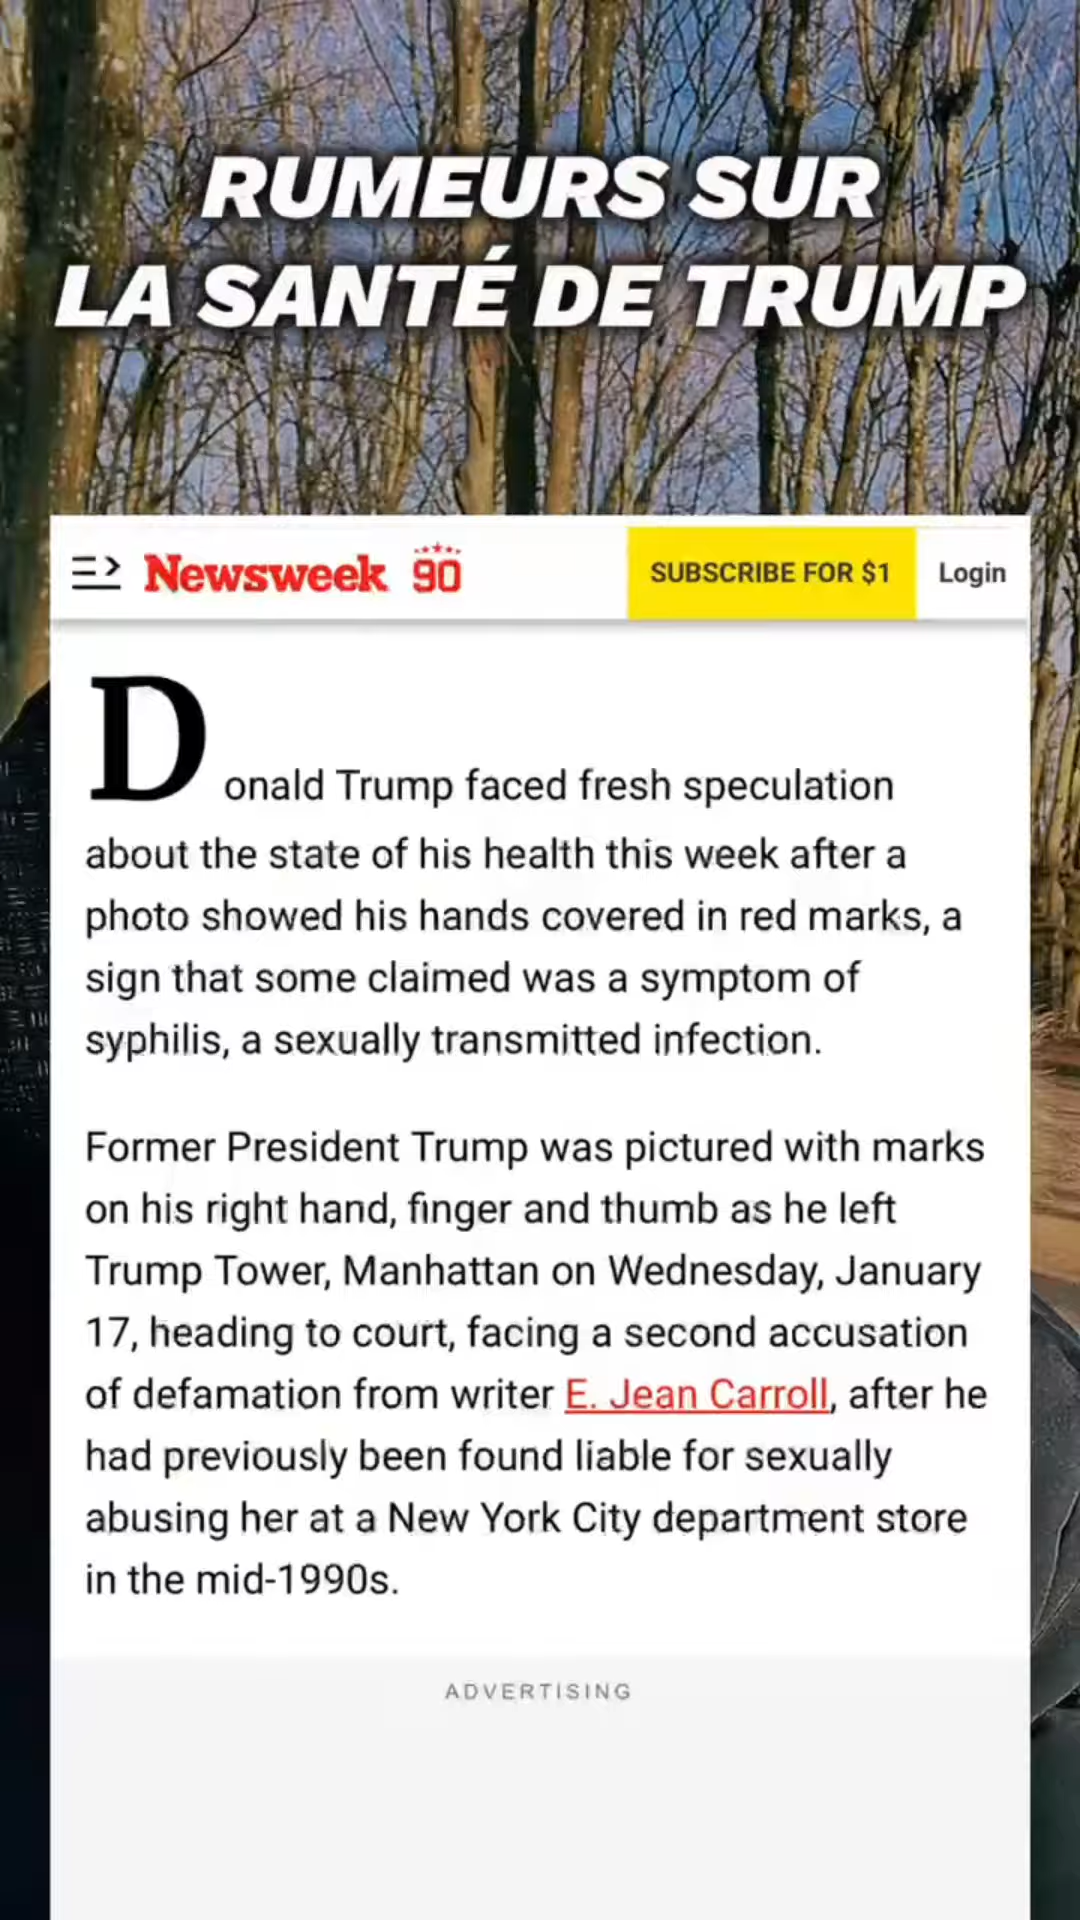 RUMEURS SUR
LA SANTÉ DE TRUMP
Newsweek 90
SUBSCRIBE FOR $1
Login
Donald Trump faced fresh speculation
about the state of his health this week after a
photo showed his hands covered in red marks, a
sign that some claimed was a symptom of
syphilis, a sexually transmitted infection.
Former President Trump was pictured with marks
on his right hand, finger and thumb as he left
Trump Tower, Manhattan on Wednesday, January
17, heading to court, facing a second accusation
of defamation from writer E. Jean Carroll, after he
had previously been found liable for sexually
abusing her at a New York City department store
in the mid-1990s.
ADVERTISING